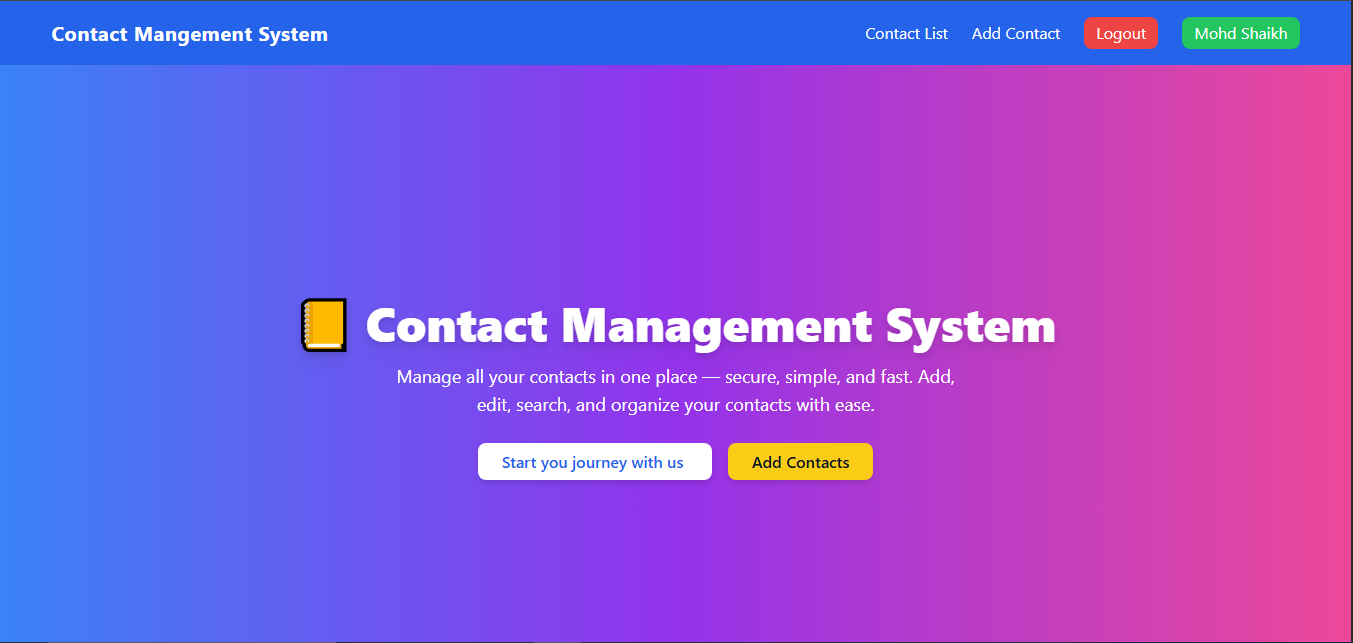 Contact Mangement System
Contact List
Add Contact
Logout
Mohd Shaikh
Contact Management System
Manage all your contacts in one place — secure, simple, and fast. Add,
edit, search, and organize your contacts with ease.
Start you journey with us
Add Contacts